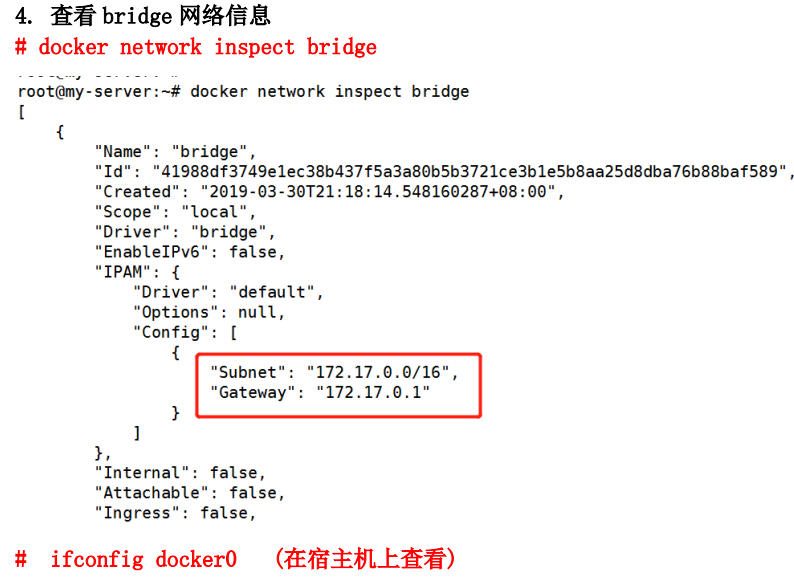 4. 查看 bridge 网络信息
# docker network inspect bridge
root@my-server:~# docker network inspect bridge
[
    {
        "Name": "bridge",
        "Id": "41988df3749e1ec38b437f5a3a80b5b3721ce3b1e5b8aa25d8dba76b88baf589",
        "Created": "2019-03-30T21:18:14.548160287+08:00",
        "Scope": "local",
        "Driver": "bridge",
        "EnableIPv6": false,
        "IPAM": {
            "Driver": "default",
            "Options": null,
            "Config": [
                {
                    "Subnet": "172.17.0.0/16",
                    "Gateway": "172.17.0.1"
                }
            ]
        },
        "Internal": false,
        "Attachable": false,
        "Ingress": false,
# ifconfig docker0 (在宿主机上查看)